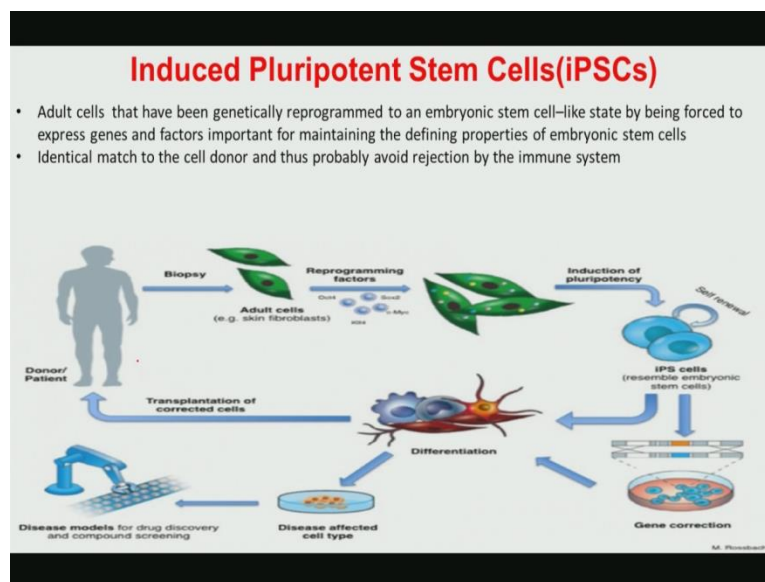 Induced Pluripotent Stem Cells(iPSCs)
• Adult cells that have been genetically reprogrammed to an embryonic stem cell–like state by being forced to
express genes and factors important for maintaining the defining properties of embryonic stem cells
• Identical match to the cell donor and thus probably avoid rejection by the immune system
Biopsy
Reprogramming
factors
Oct4
Sox2
c-Myc
Klf4
Induction of
pluripotency
Self renewal
Adult cells
(e.g. skin fibroblasts)
iPS cells
(resemble embryonic
stem cells)
Donor/
Patient
Transplantation of
corrected cells
Differentiation
Gene correction
Disease affected
cell type
Disease models for drug discovery
and compound screening
M. Rossbach